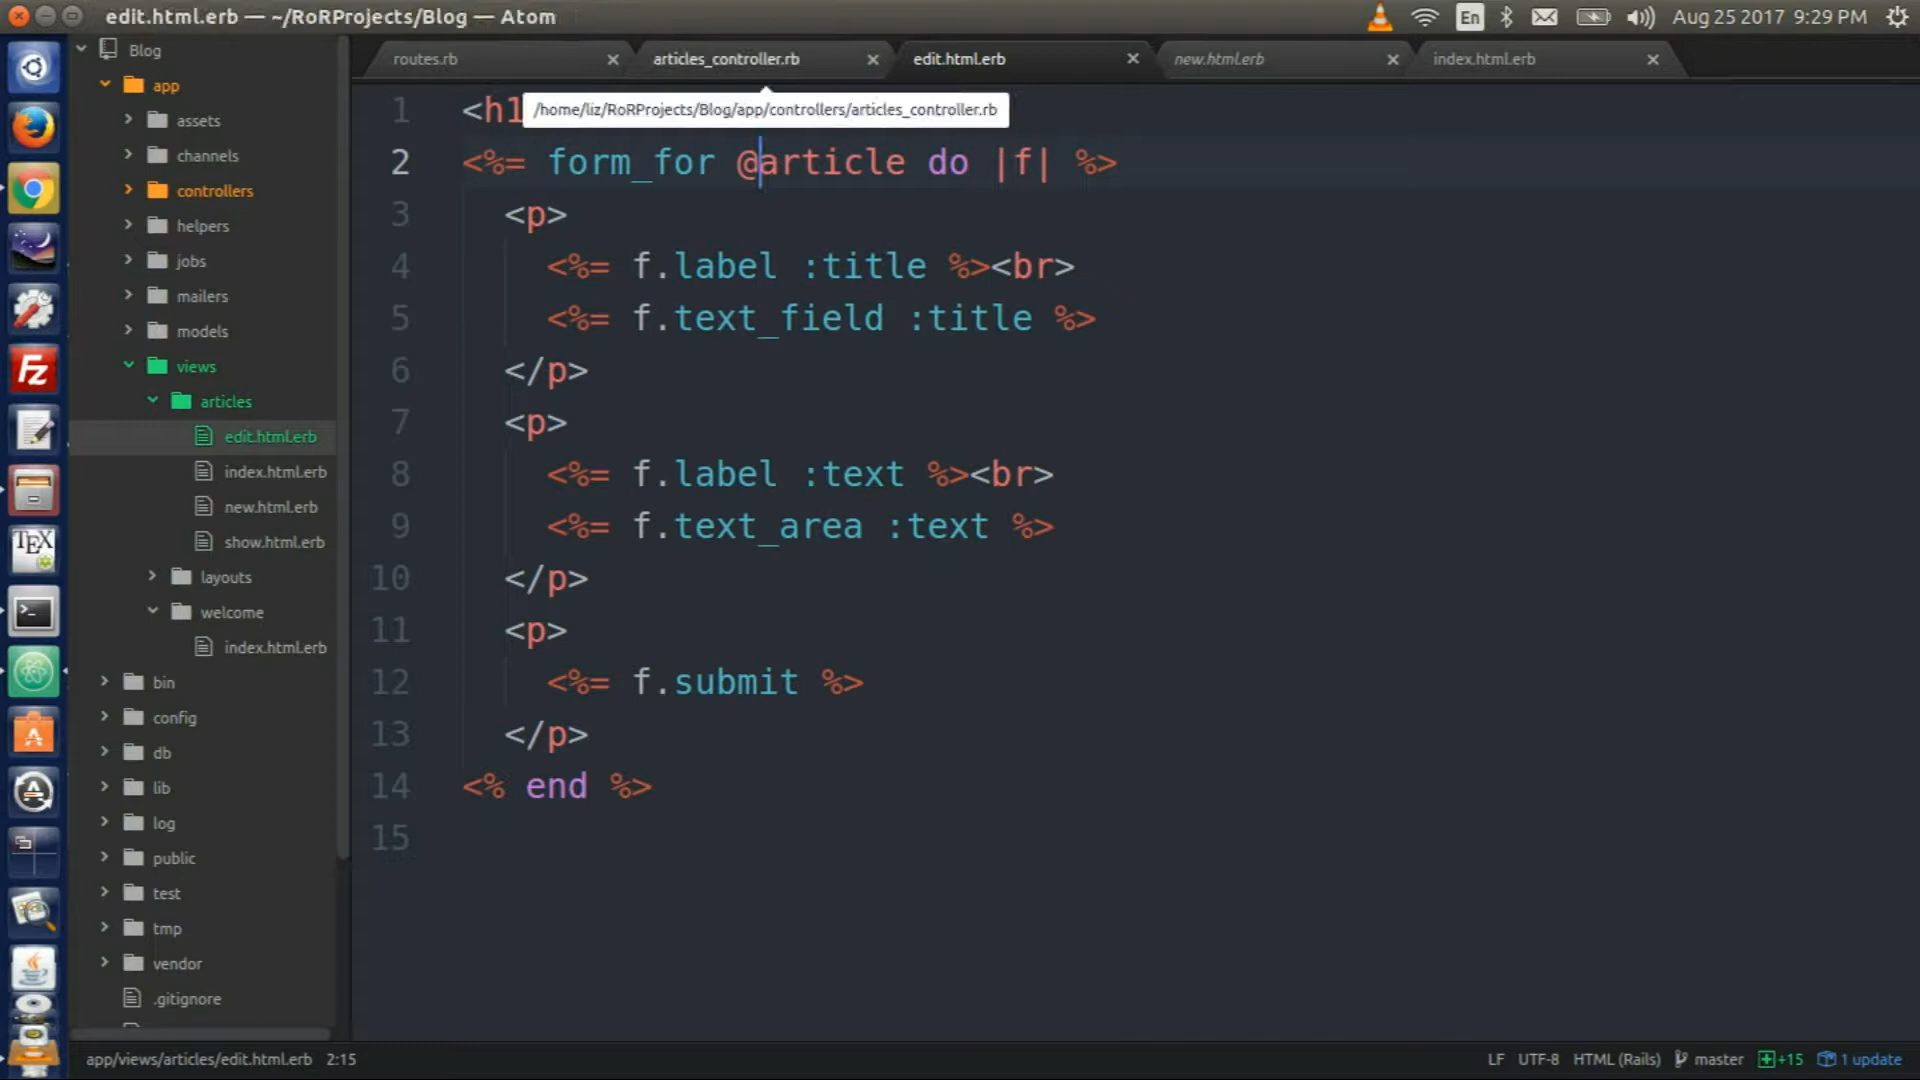 edit.html.erb — ~/RoRProjects/Blog — Atom
En
Aug 25 2017 9:29 PM
Blog
app
assets
channels
controllers
helpers
jobs
mailers
models
views
articles
edit.html.erb
index.html.erb
new.html.erb
show.html.erb
layouts
welcome
index.html.erb
bin
config
db
lib
log
public
test
tmp
vendor
.gitignore
routes.rb
articles_controller.rb
edit.html.erb
new.html.erb
index.html.erb
/home/liz/RoRProjects/Blog/app/controllers/articles_controller.rb
1 <h1
2 <%= form_for @article do |f| %>
3 <p>
4 <%= f.label :title %><br>
5 <%= f.text_field :title %>
6 </p>
7 <p>
8 <%= f.label :text %><br>
9 <%= f.text_area :text %>
10 </p>
11 <p>
12 <%= f.submit %>
13 </p>
14 <% end %>
15
Fz
TEX
app/views/articles/edit.html.erb 2:15
LF UTF-8 HTML (Rails) master +15 1 update